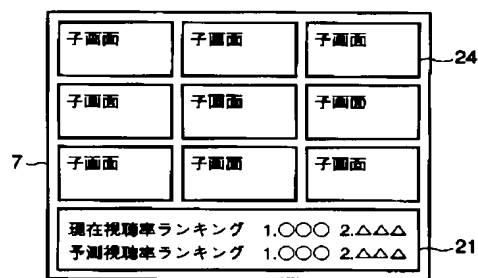 子画面 子画面 子画面
24
子画面 子画面 子画面
7
子画面 子画面 子画面
現在視聴率ランキング 1.○○○ 2.△△△
予測視聴率ランキング 1.○○○ 2.△△△
21